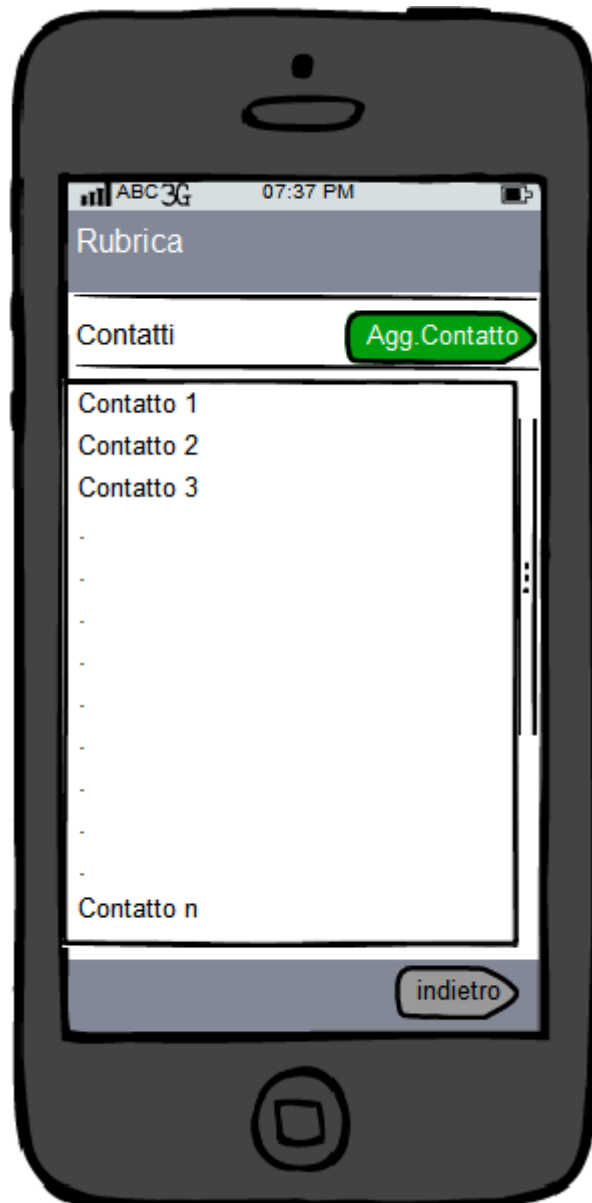 ABC 3G 07:37 PM
Rubrica
Contatti Agg.Contatto
Contatto 1
Contatto 2
Contatto 3
.
.
.
.
.
.
.
.
.
Contatto n
indietro